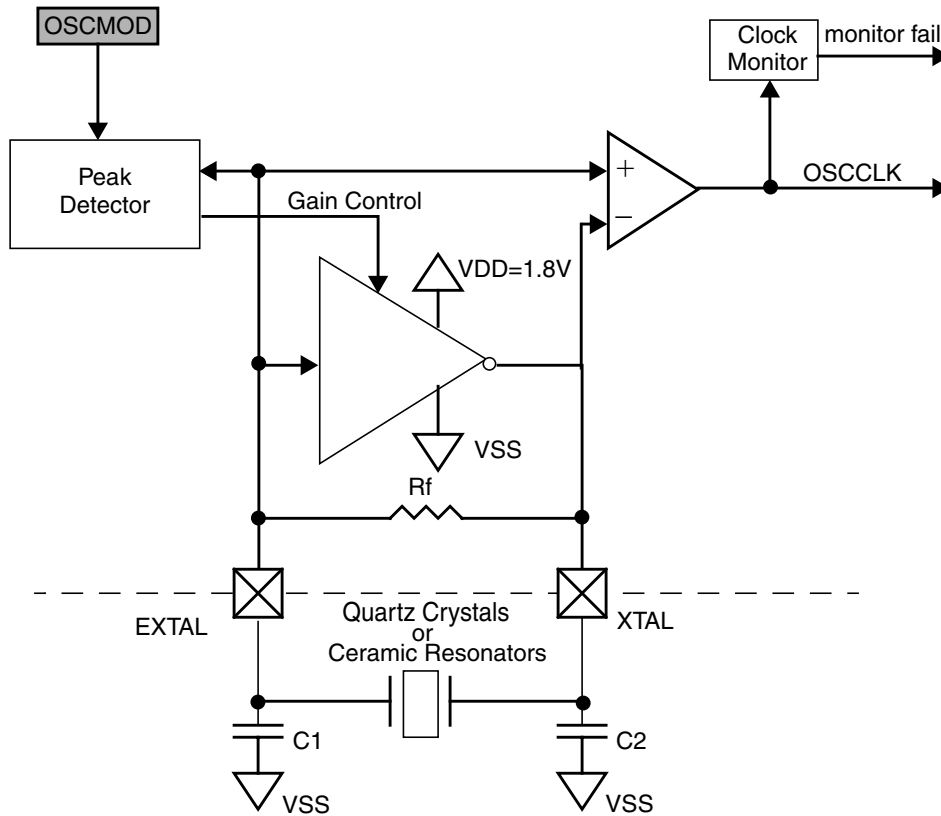 OSCMOD
Clock
Monitor
monitor fail
Peak
Detector
+
−
OSCCLK
Gain Control
VDD=1.8V
VSS
Rf
EXTAL
Quartz Crystals
or
Ceramic Resonators
XTAL
C1
C2
VSS
VSS